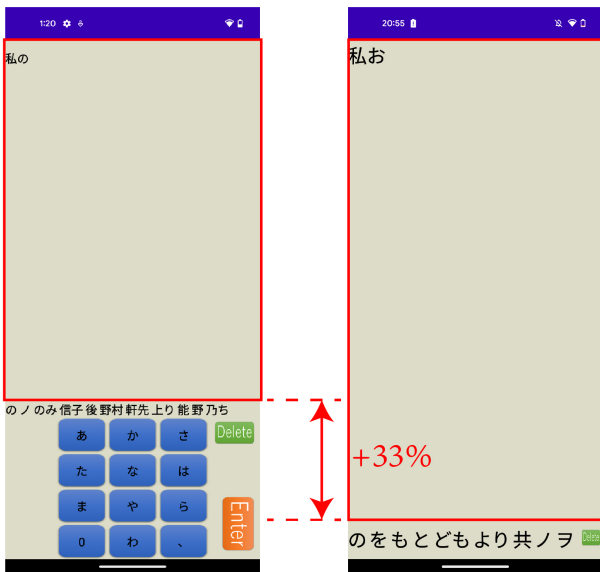 1:20
私の
のノのみ信子後野村軒先上り能野乃ち
あ か さ Delete
た な は
ま や ら
0 わ 、 Enter
+33%
20:55
私お
のをもとどもより共ノヲ Delete